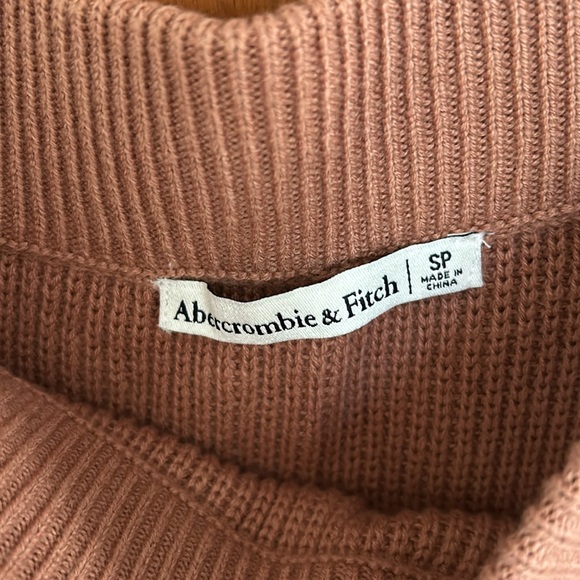 Abercrombie & Fitch
SP
MADE IN
CHINA